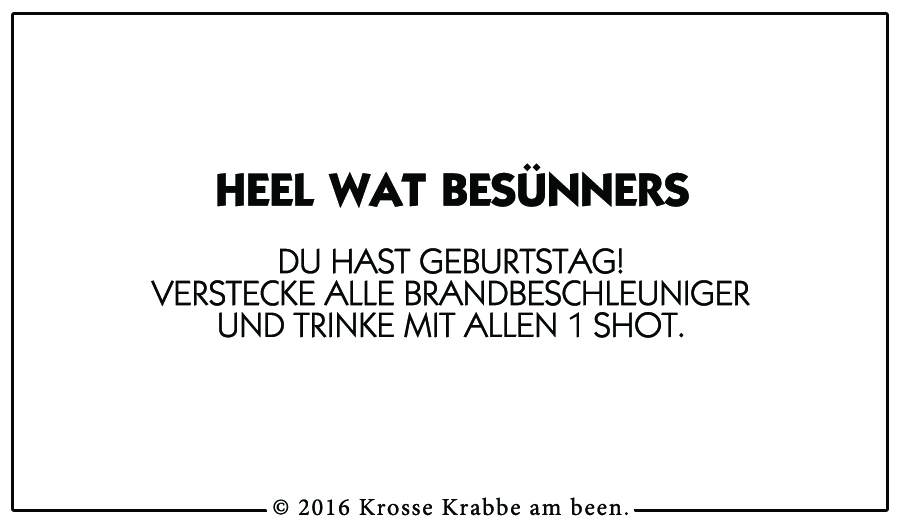 HEEL WAT BESÜNNERS
DU HAST GEBURTSTAG!
VERSTECKE ALLE BRANDBESCHLEUNIGER
UND TRINKE MIT ALLEN 1 SHOT.
© 2016 Krosse Krabbe am been.